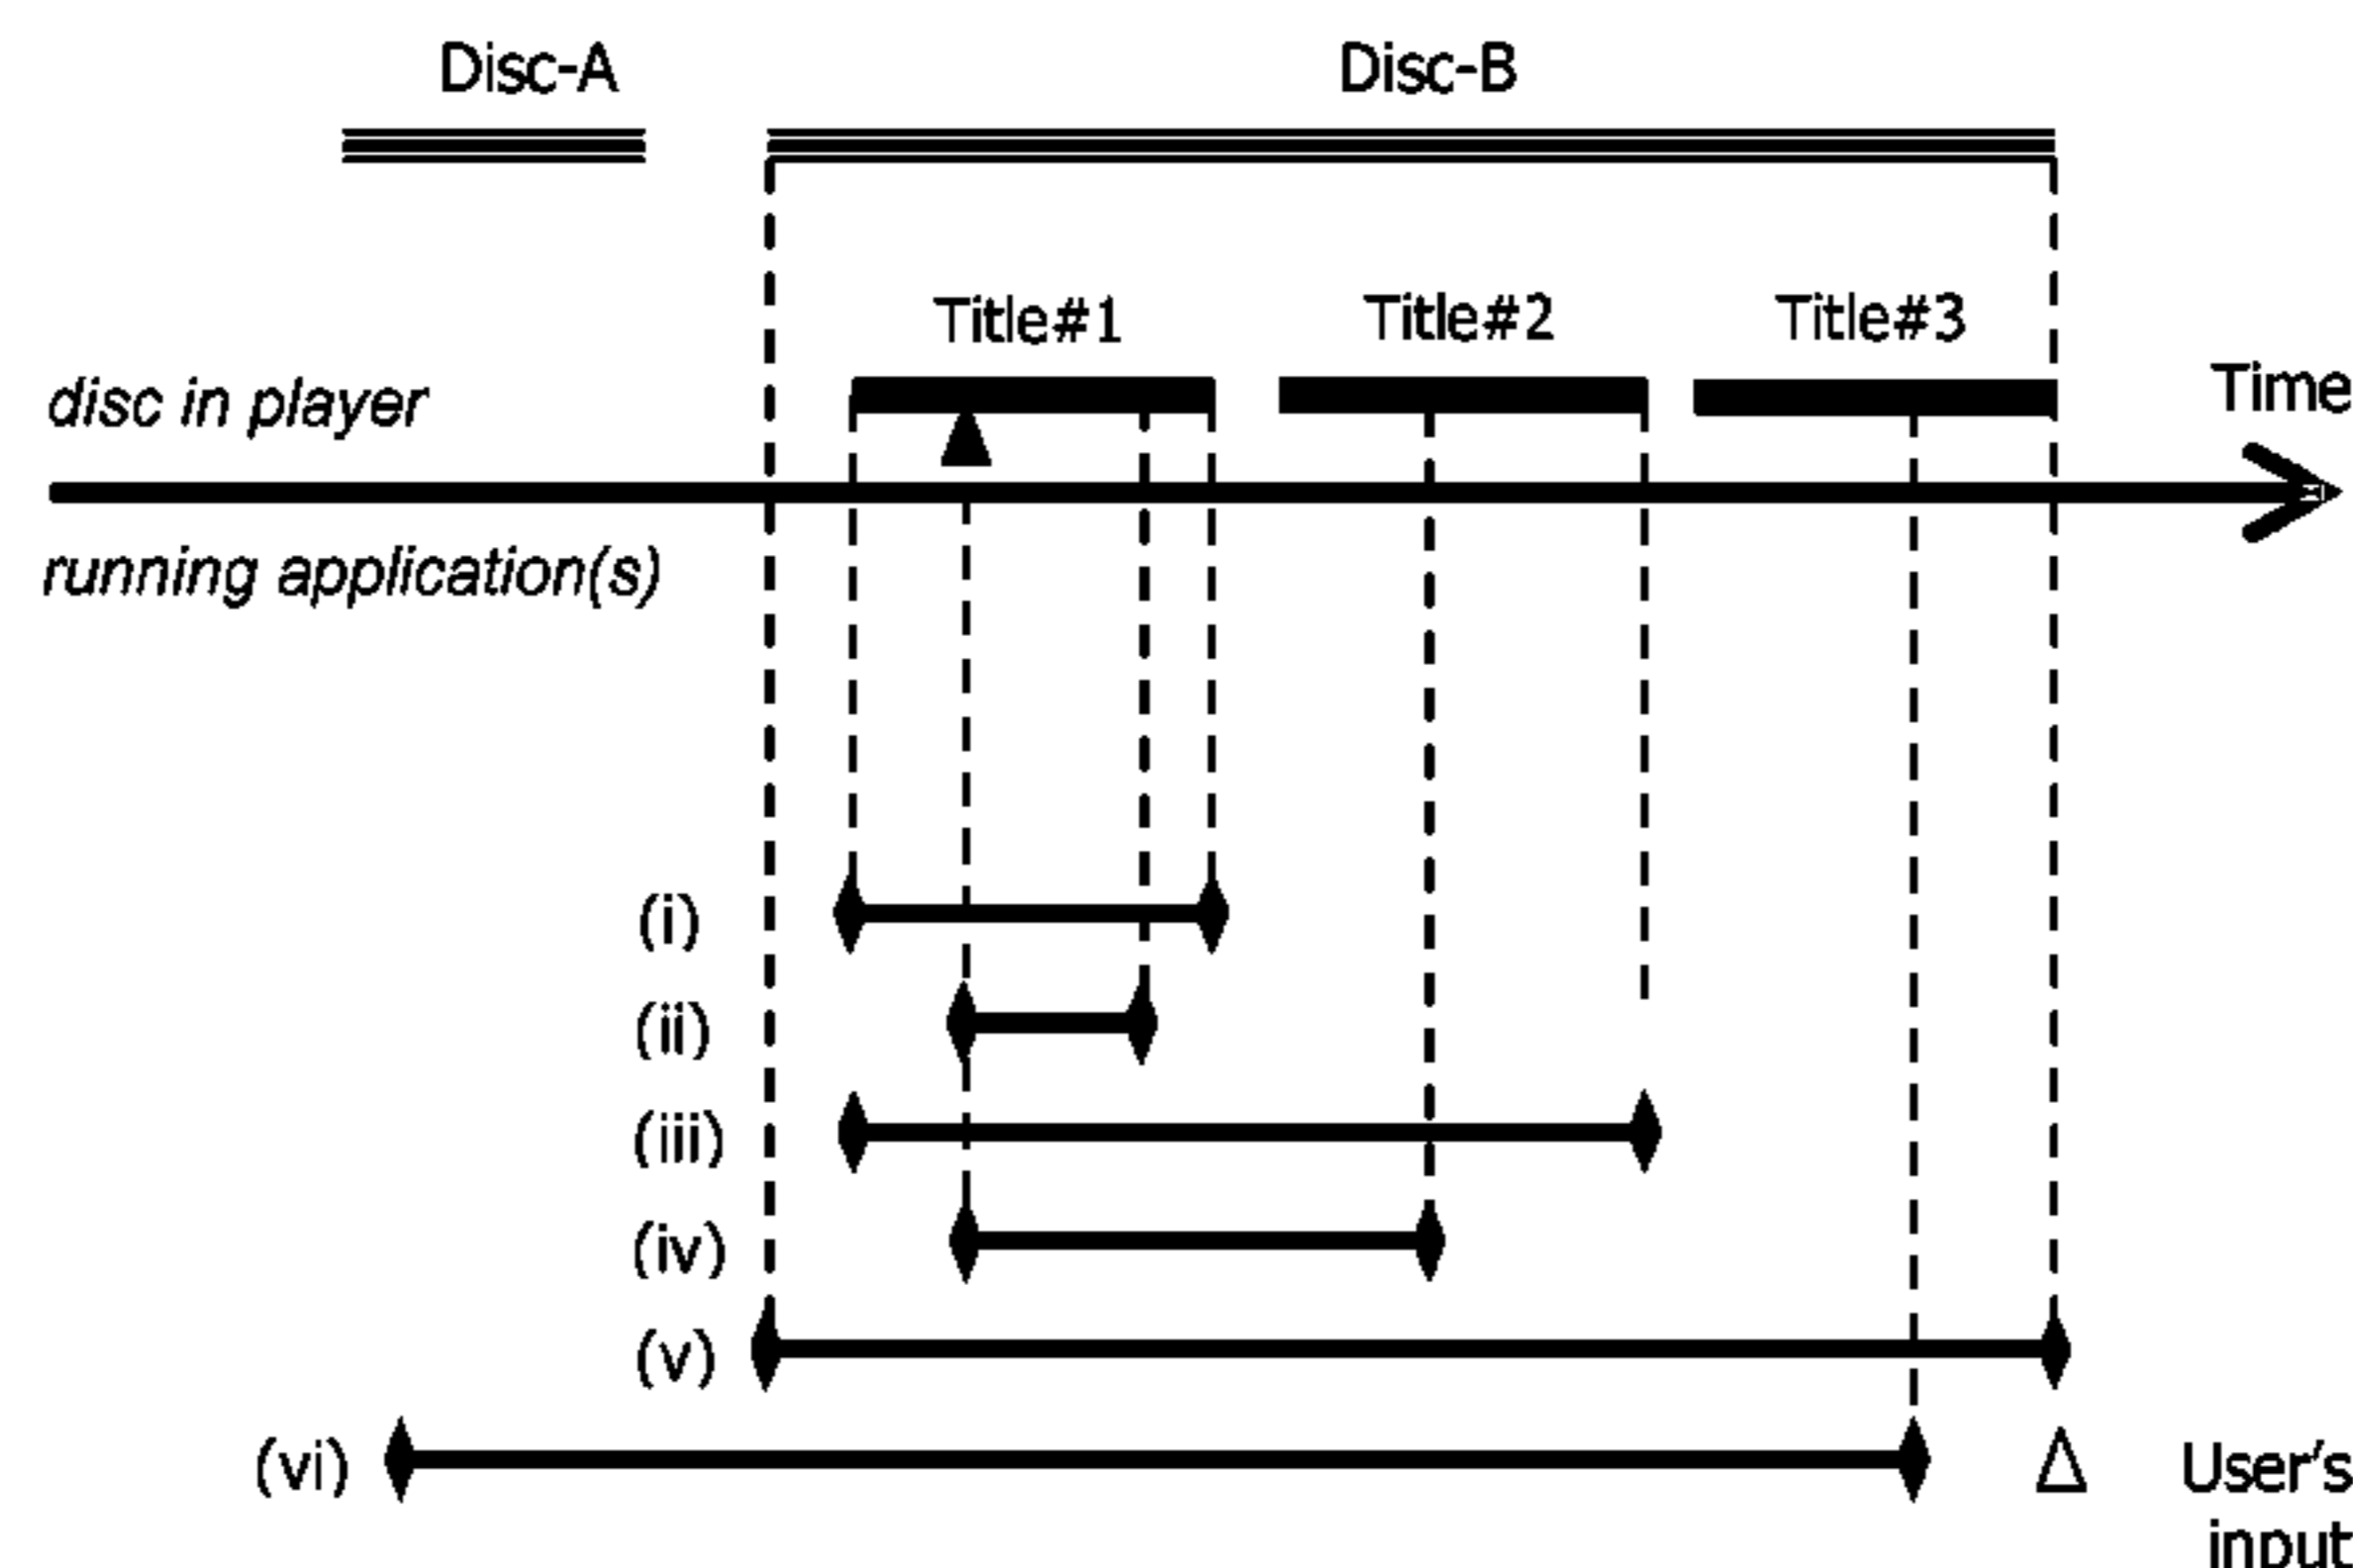 Disc-A Disc-B
Title#1 Title#2 Title#3
disc in player Time
running application(s)
(i)
(ii)
(iii)
(iv)
(v)
(vi) User's
input